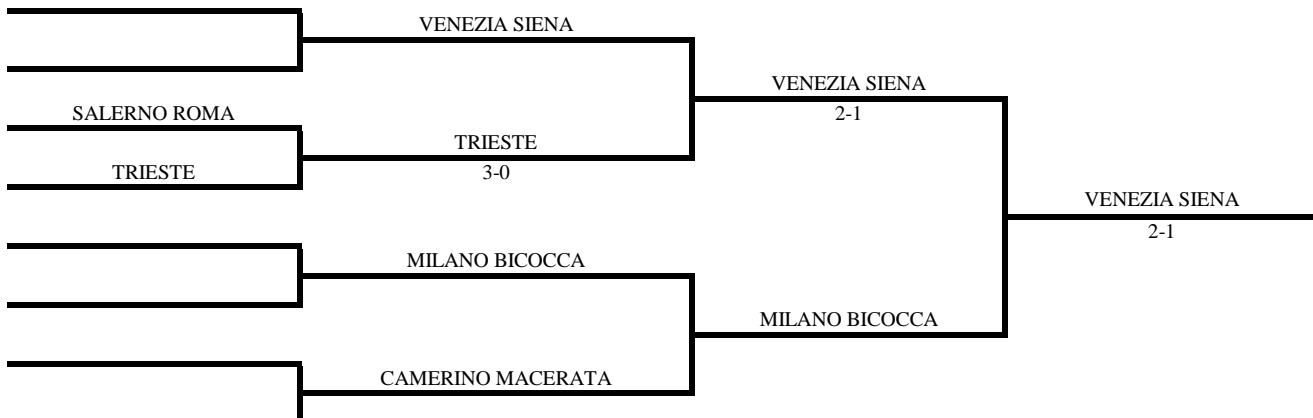 VENEZIA SIENA
VENEZIA SIENA
2-1
SALERNO ROMA
TRIESTE
3-0
TRIESTE
VENEZIA SIENA
2-1
MILANO BICOCCA
MILANO BICOCCA
CAMERINO MACERATA